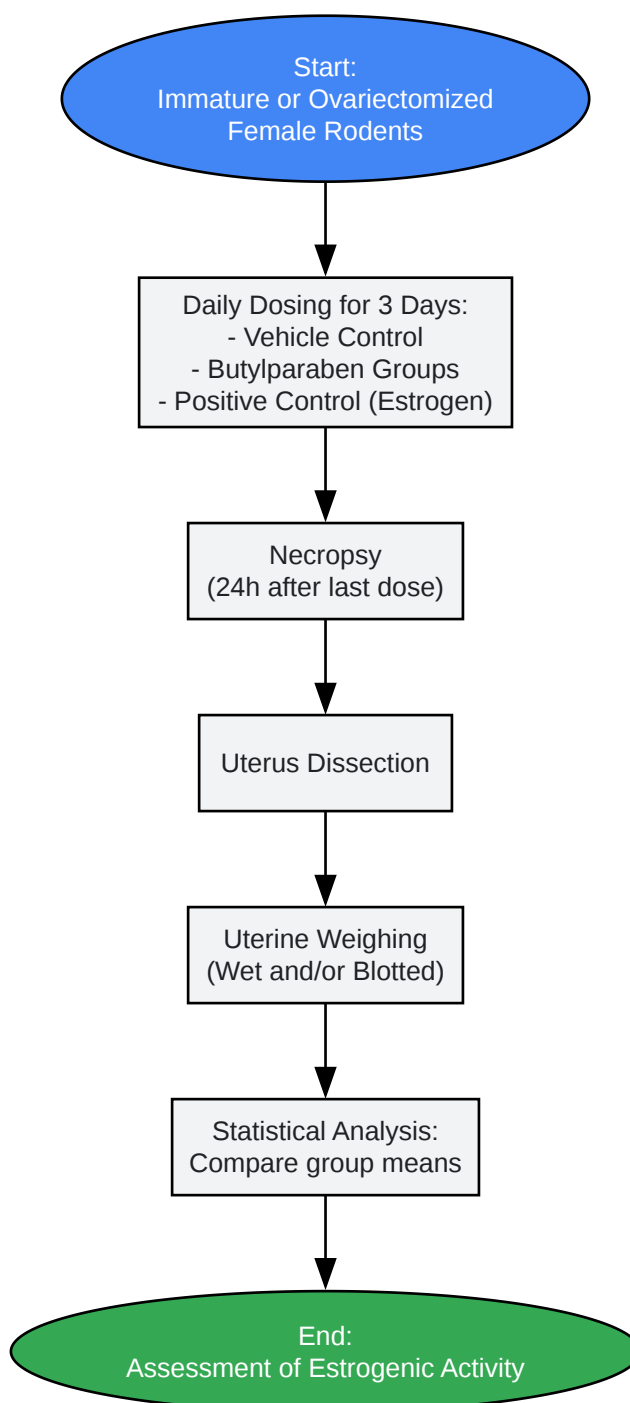 Start:
Immature or Ovariectomized
Female Rodents
Daily Dosing for 3 Days:
- Vehicle Control
- Butylparaben Groups
- Positive Control (Estrogen)
Necropsy
(24h after last dose)
Uterus Dissection
Uterine Weighing
(Wet and/or Blotted)
Statistical Analysis:
Compare group means
End:
Assessment of Estrogenic Activity